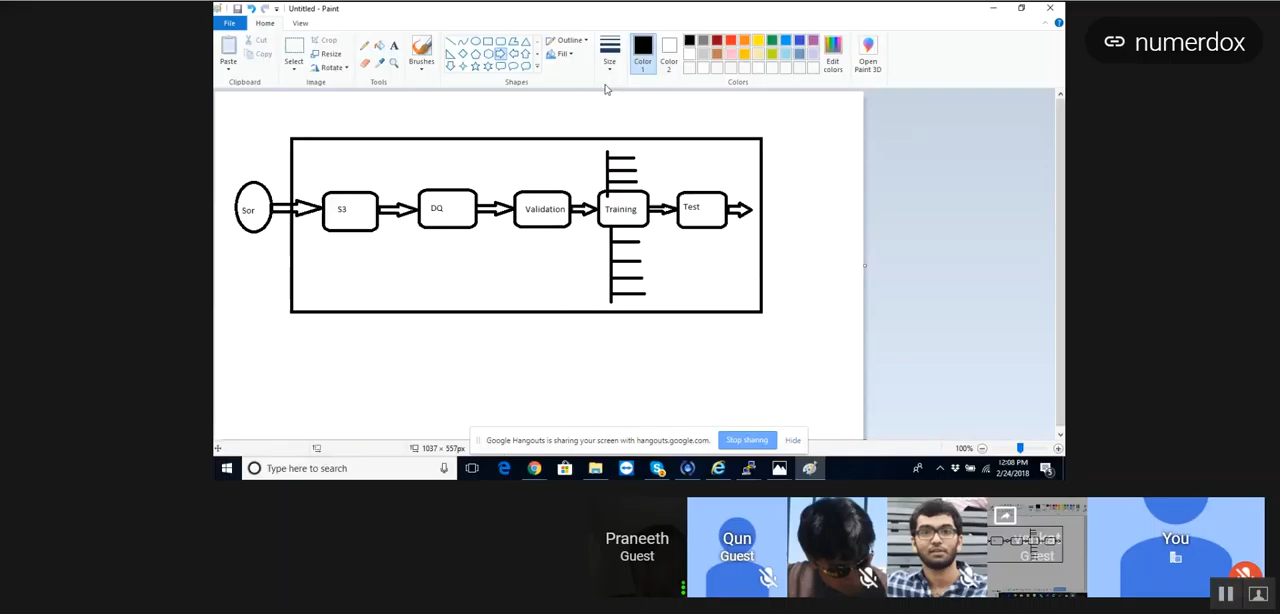 Untitled - Paint
numerdox
File
Home
View
Paste
Cut
Copy
Clipboard
Select
Crop
Resize
Rotate
Image
A
Tools
Brushes
Outline
Fill
Shapes
Size
Color
1
Color
2
Edit
colors
Colors
Open
Paint 3D
Sor
S3
DQ
Validation
Training
Test
Google Hangouts is sharing your screen with hangouts.google.com.
Stop sharing
Hide
1037 × 557px
100%
Type here to search
12:08 PM
2/24/2018
Praneeth
Guest
Qun
Guest
Guest
You